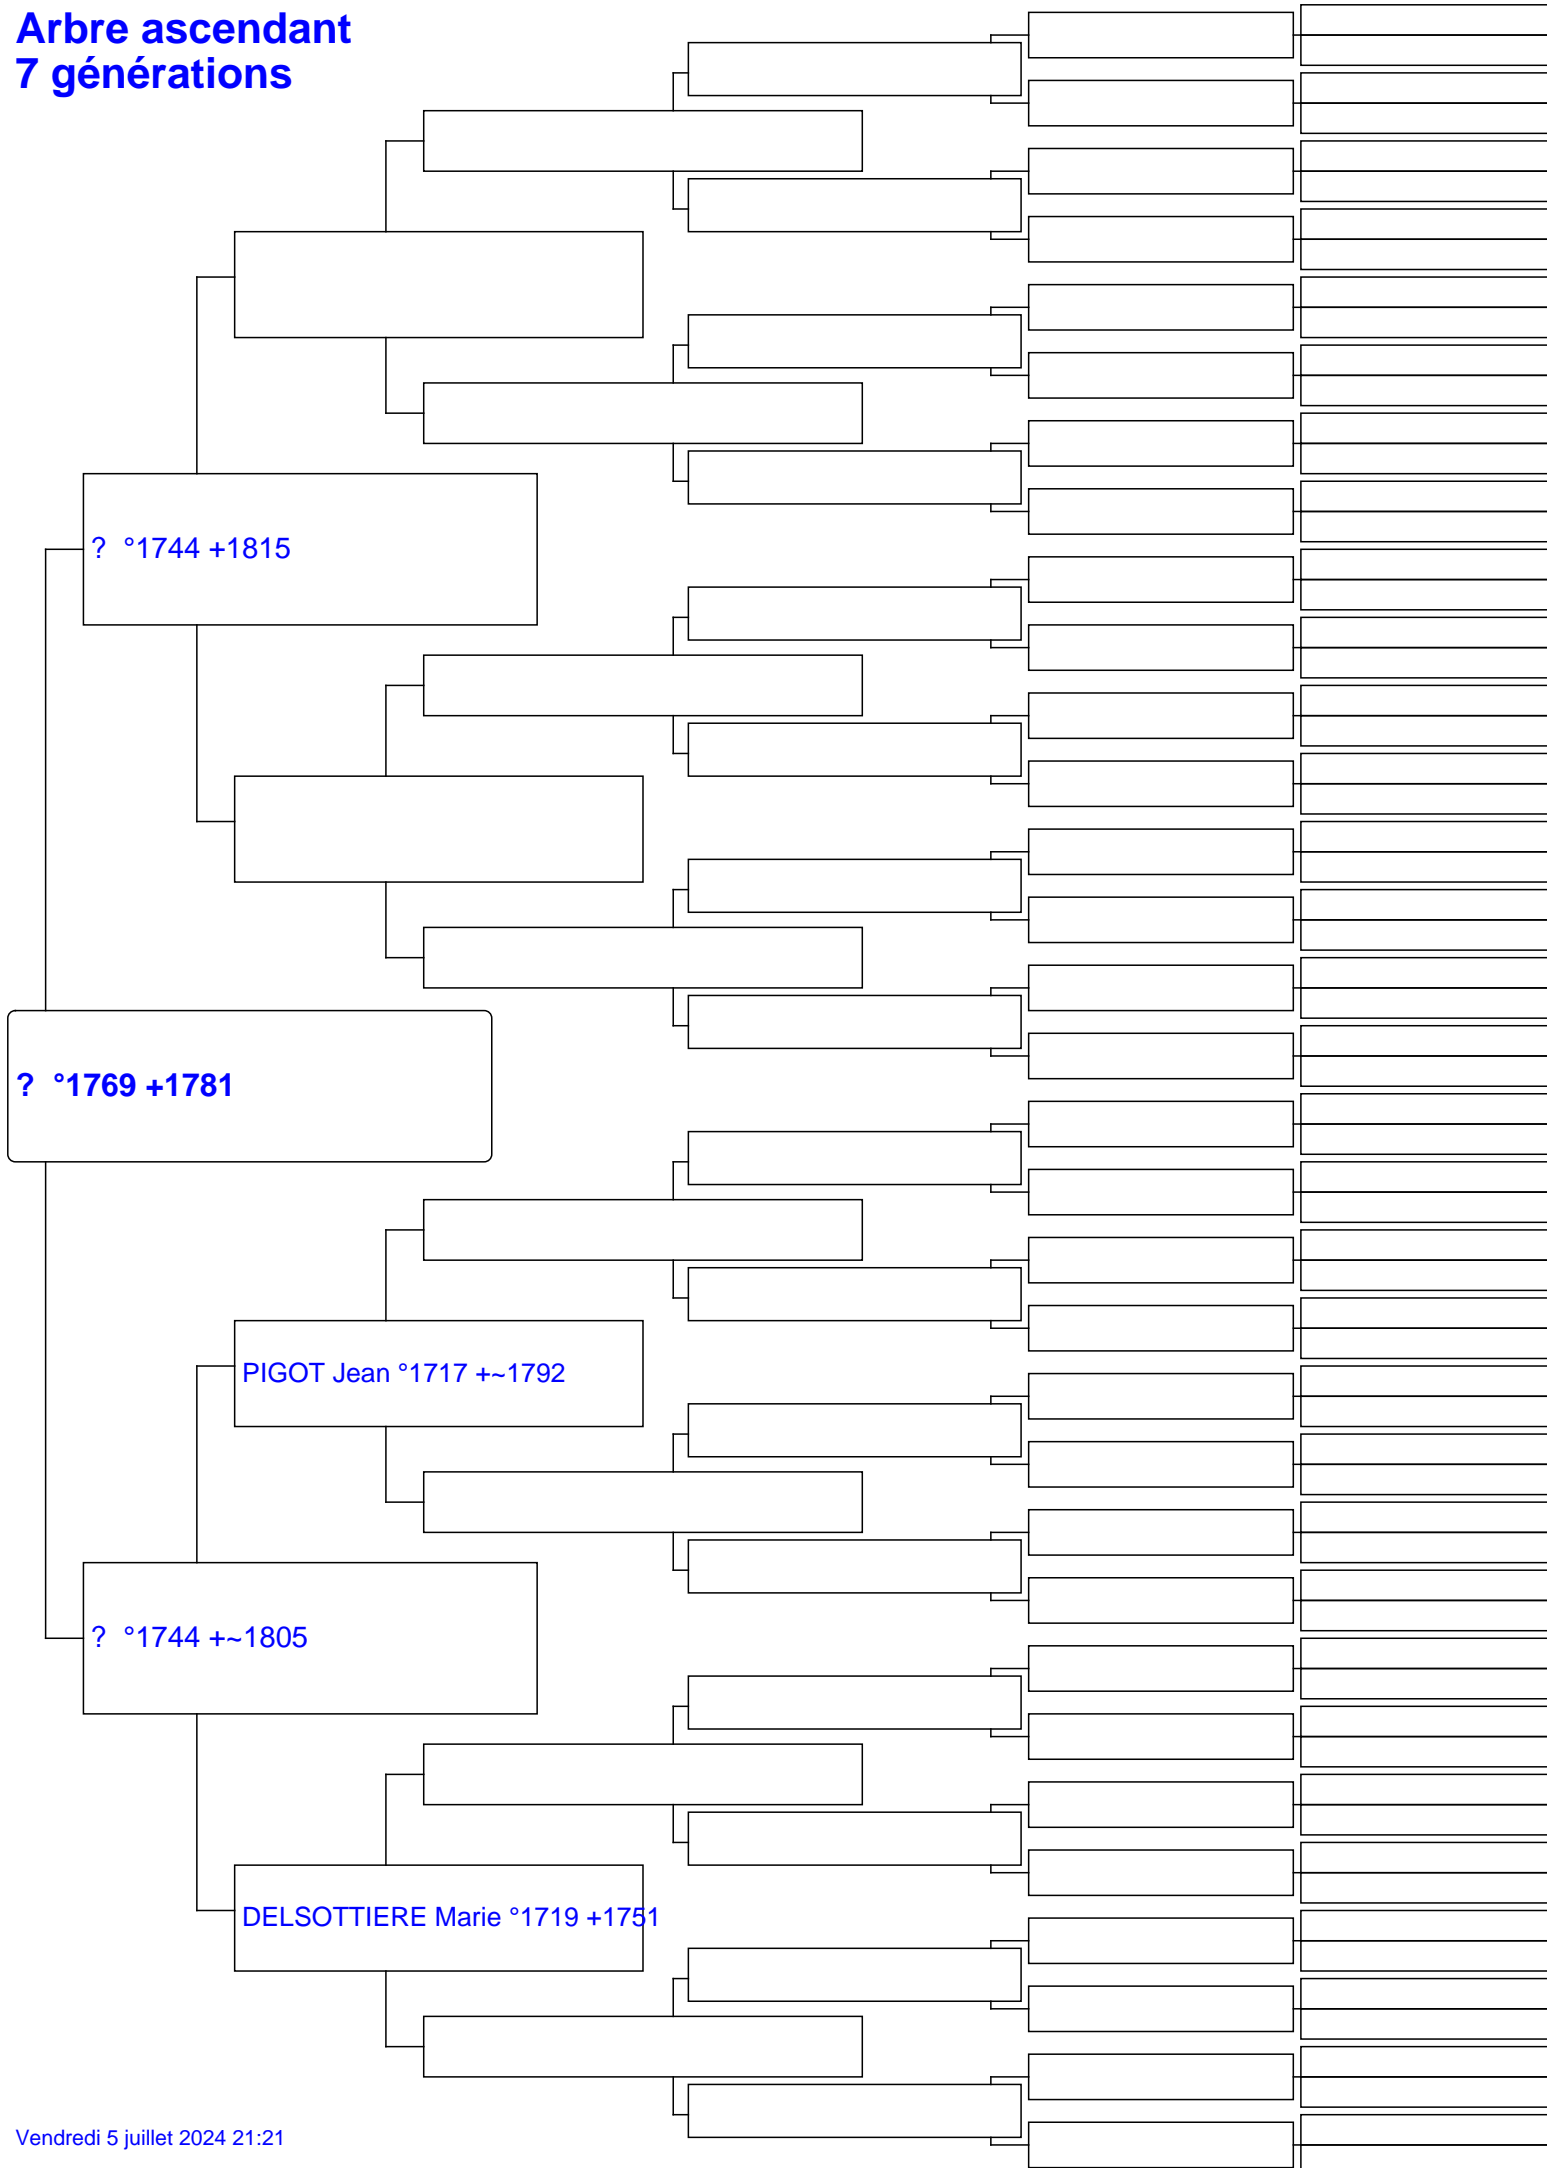 Arbre ascendant
7 générations
? °1744 +1815
? °1769 +1781
PIGOT Jean °1717 +~1792
? °1744 +~1805
DELSOTTIERE Marie °1719 +1751
Vendredi 5 juillet 2024 21:21